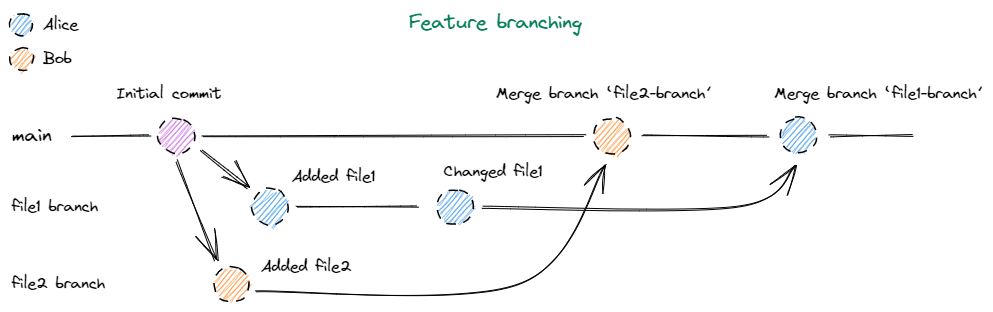 Feature branching
Alice
Bob
Initial commit
Merge branch ‘file2-branch’
Merge branch ‘file1-branch’
main
Added file1
Changed file1
file1 branch
Added file2
file2 branch